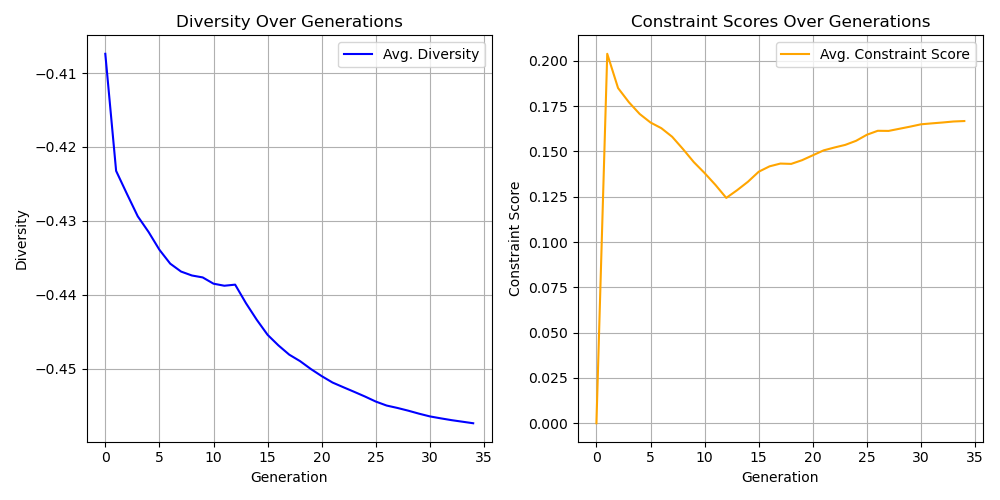 Diversity Over Generations
Avg. Diversity
Diversity
−0.41
−0.42
−0.43
−0.44
−0.45
0 5 10 15 20 25 30 35
Generation
Constraint Scores Over Generations
Avg. Constraint Score
Constraint Score
0.200
0.175
0.150
0.125
0.100
0.075
0.050
0.025
0.000
0 5 10 15 20 25 30 35
Generation